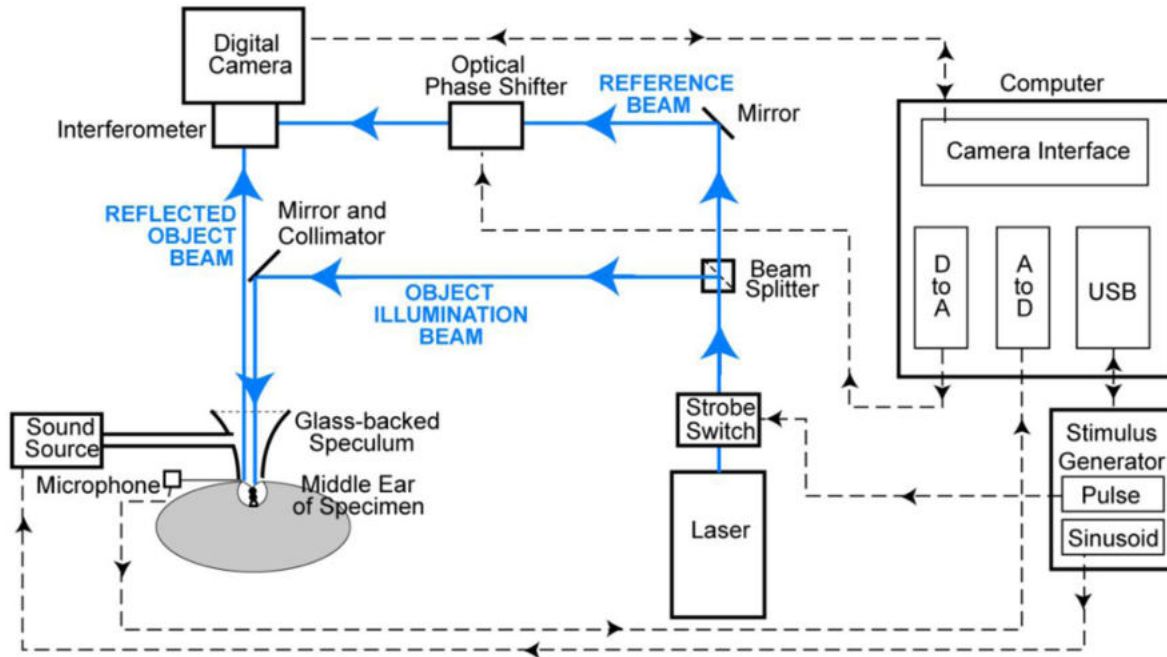 Digital
Camera
Interferometer
Optical
Phase Shifter
REFERENCE
BEAM
Mirror
Computer
Camera Interface
D
to
A
A
to
D
USB
REFLECTED
OBJECT
BEAM
Mirror and
Collimator
OBJECT
ILLUMINATION
BEAM
Beam
Splitter
Sound
Source
Glass-backed
Speculum
Microphone
Middle Ear
of Specimen
Strobe
Switch
Laser
Stimulus
Generator
Pulse
Sinusoid